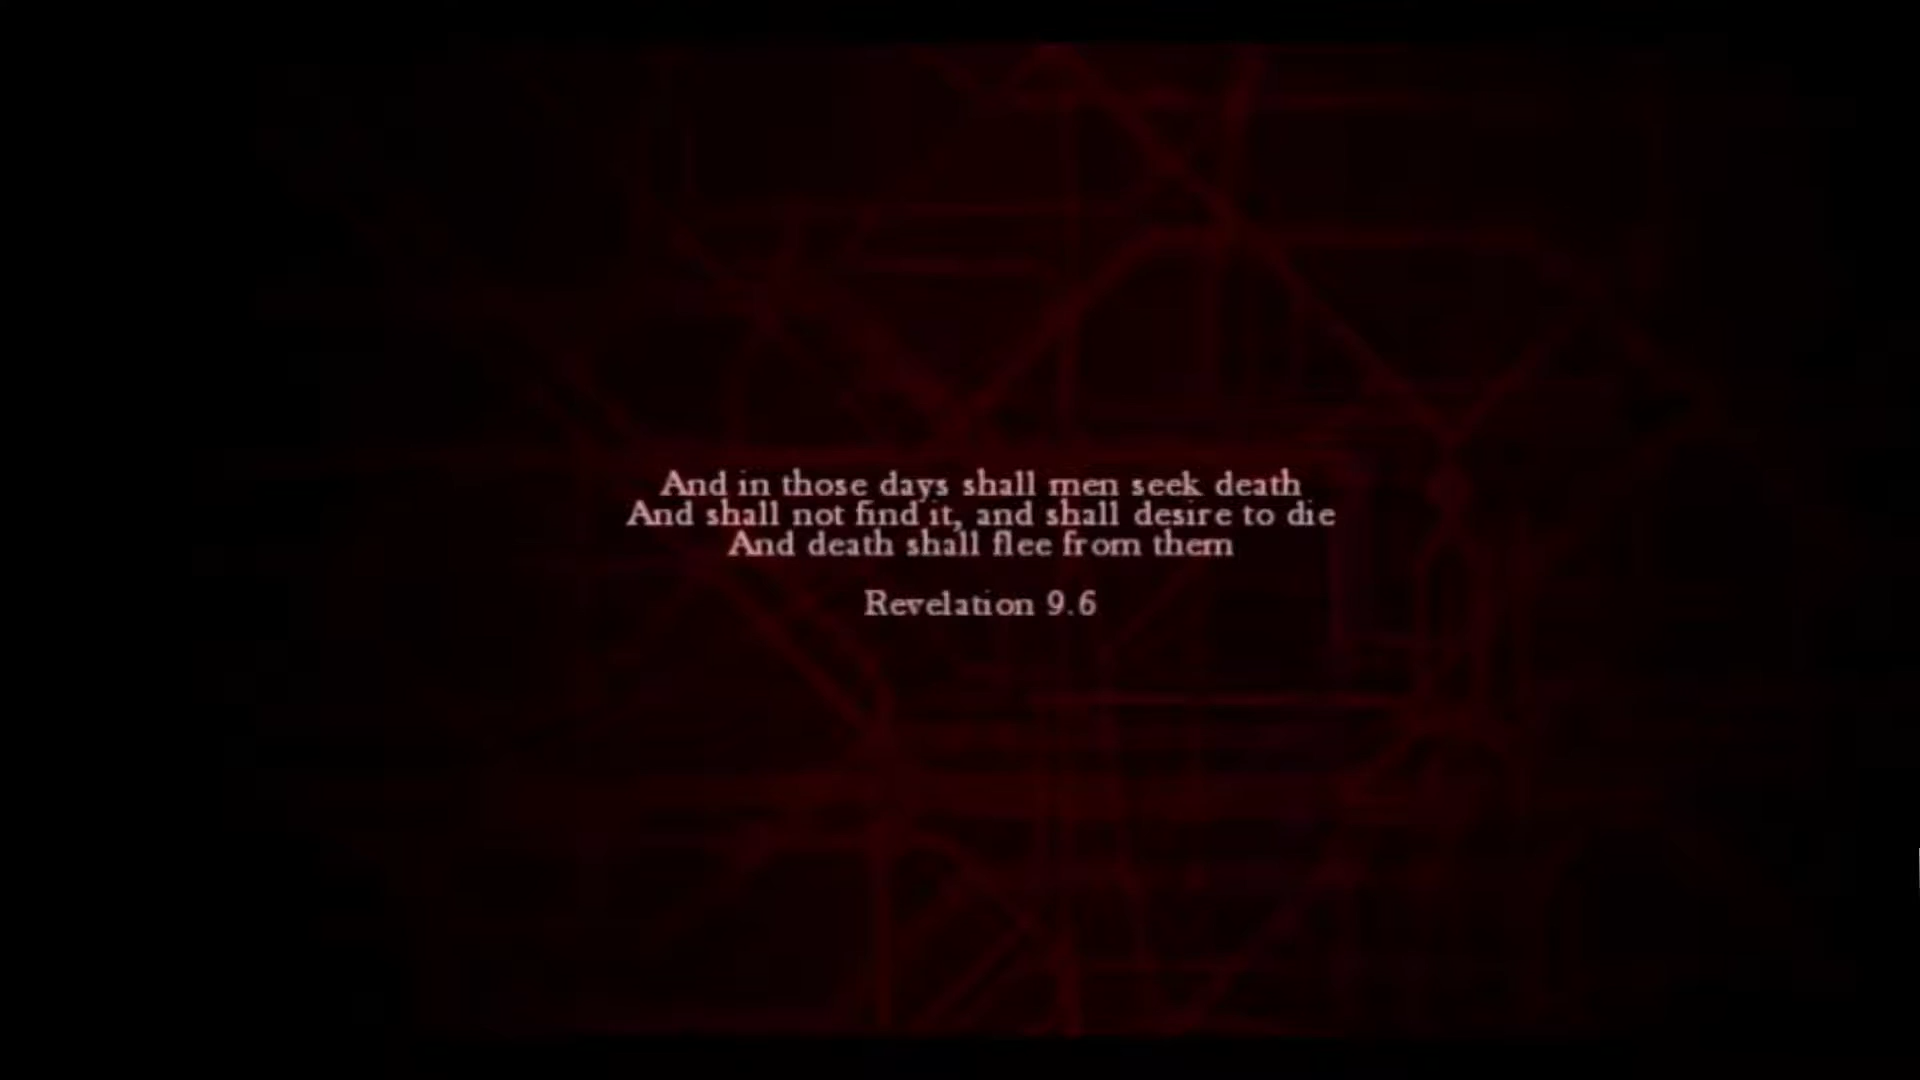 And in those days shall men seek death
And shall not find it, and shall desire to die
And death shall flee from them
Revelation 9.6